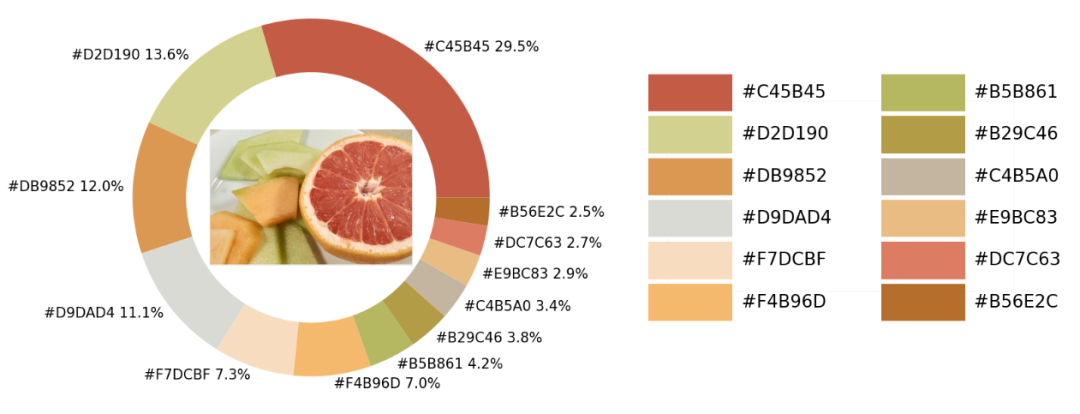 #C45B45 29.5%
#D2D190 13.6%
#DB9852 12.0%
#D9DAD4 11.1%
#F7DCBF 7.3%
#F4B96D 7.0%
#B5B861 4.2%
#B29C46 3.8%
#C4B5A0 3.4%
#E9BC83 2.9%
#DC7C63 2.7%
#B56E2C 2.5%
#C45B45
#D2D190
#DB9852
#D9DAD4
#F7DCBF
#F4B96D
#B5B861
#B29C46
#C4B5A0
#E9BC83
#DC7C63
#B56E2C